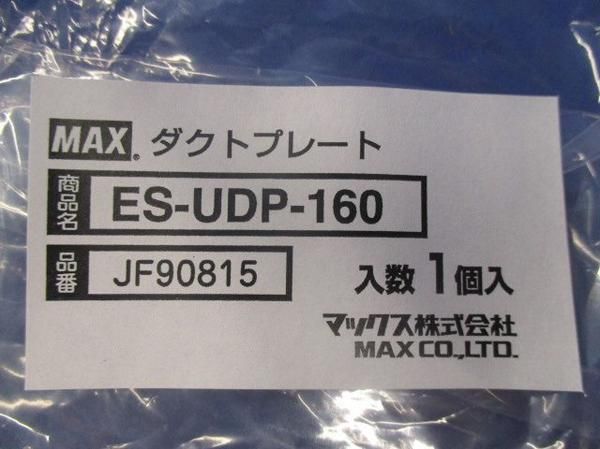 MAX® ダクトプレート
商品名 ES-UDP-160
品番 JF90815 入数 1個入
マックス株式会社
MAX CO.,LTD.